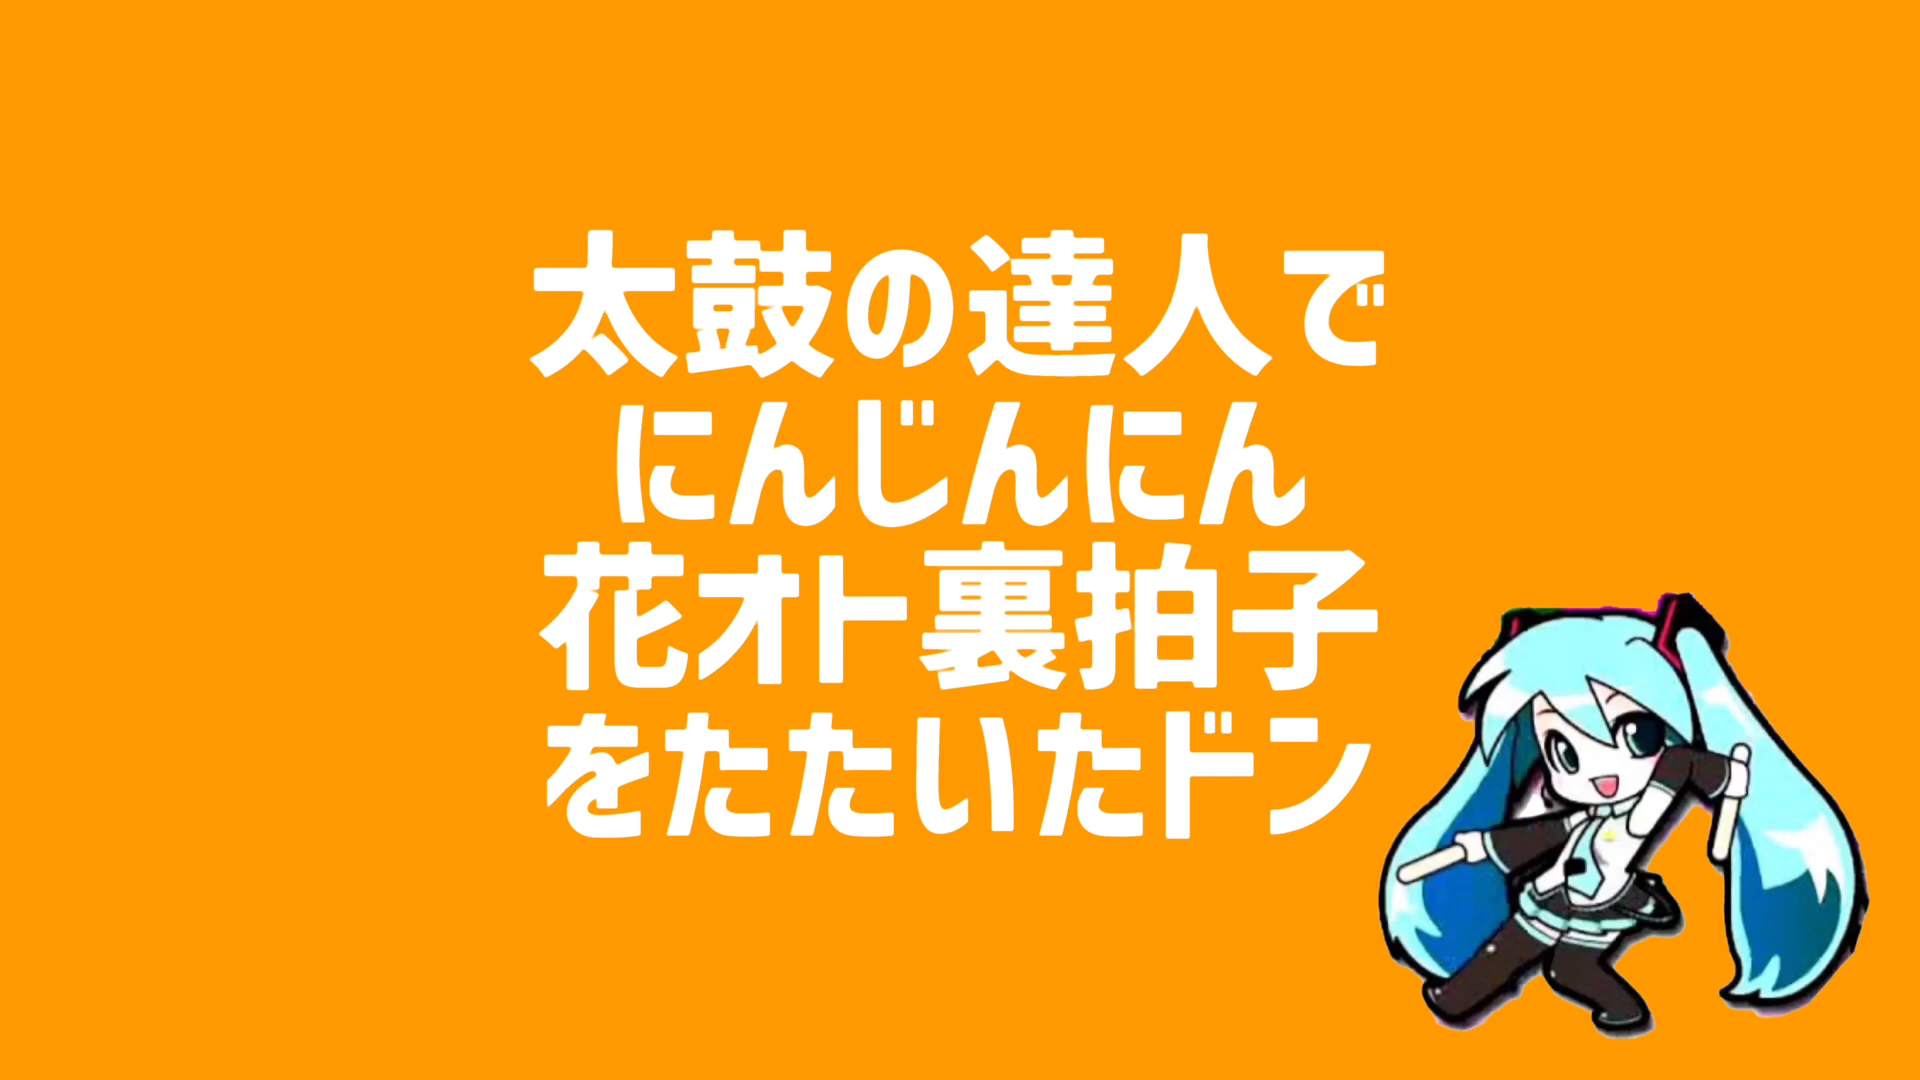 太鼓の達人で
にんじんにん
花オト裏拍子
をたたいたドン